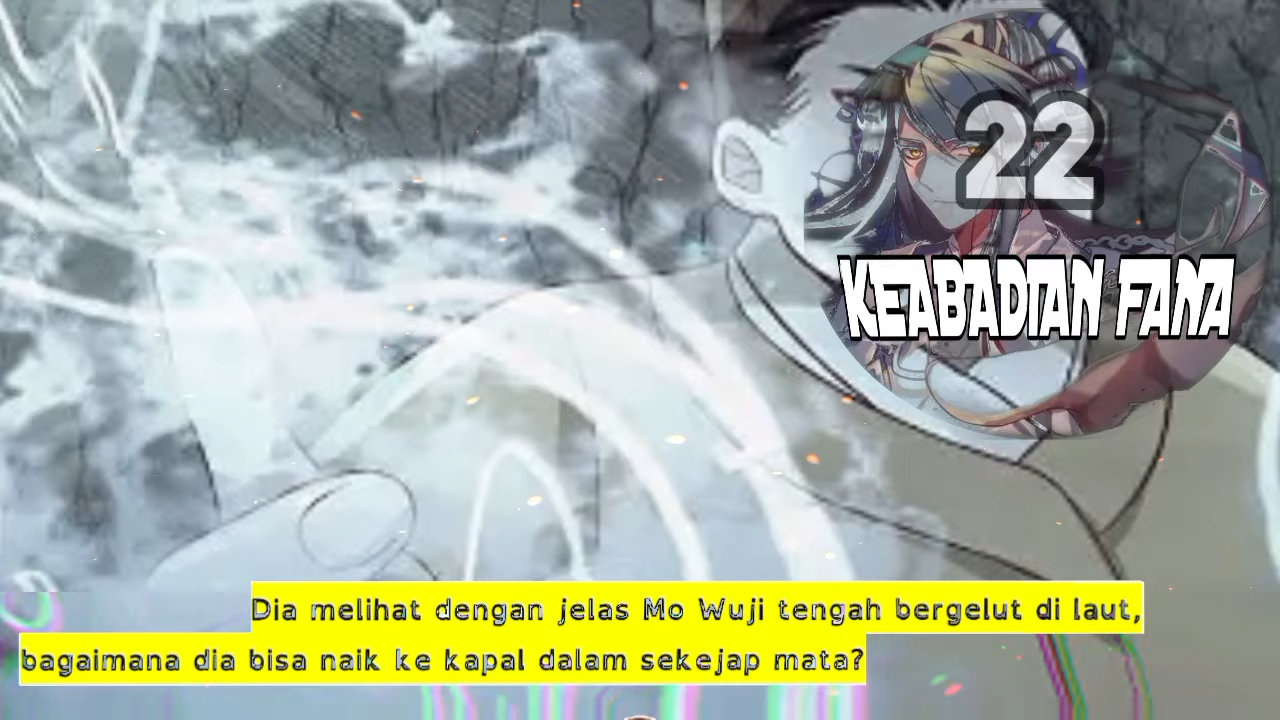 22
KEABADIAN FANA
Dia melihat dengan jelas Mo Wuji tengah bergelut di laut,
bagaimana dia bisa naik ke kapal dalam sekejap mata?